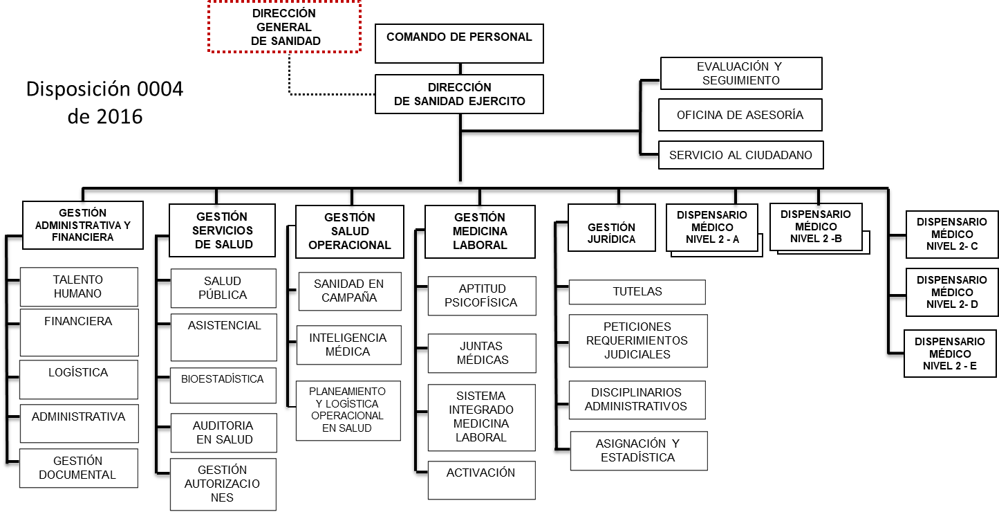 DIRECCIÓN
GENERAL
DE SANIDAD
COMANDO DE PERSONAL
DIRECCIÓN
DE SANIDAD EJERCITO
Disposición 0004
de 2016
EVALUACIÓN Y
SEGUIMIENTO
OFICINA DE ASESORÍA
SERVICIO AL CIUDADANO
GESTIÓN
ADMINISTRATIVA Y
FINANCIERA
TALENTO
HUMANO
FINANCIERA
LOGÍSTICA
ADMINISTRATIVA
GESTIÓN
DOCUMENTAL
GESTIÓN
SERVICIOS
DE SALUD
SALUD
PÚBLICA
ASISTENCIAL
BIOESTADÍSTICA
AUDITORIA
EN SALUD
GESTIÓN
AUTORIZACIO
NES
GESTIÓN
SALUD
OPERACIONAL
SANIDAD EN
CAMPAÑA
INTELIGENCIA
MÉDICA
PLANEAMIENTO
Y LOGÍSTICA
OPERACIONAL
EN SALUD
GESTIÓN
MEDICINA
LABORAL
APTITUD
PSICOFÍSICA
JUNTAS
MÉDICAS
SISTEMA
INTEGRADO
MEDICINA
LABORAL
ACTIVACIÓN
GESTIÓN
JURÍDICA
TUTELAS
PETICIONES
REQUERIMIENTOS
JUDICIALES
DISCIPLINARIOS
ADMINISTRATIVOS
ASIGNACIÓN Y
ESTADÍSTICA
DISPENSARIO
MÉDICO
NIVEL 2 - A
DISPENSARIO
MÉDICO
NIVEL 2 -B
DISPENSARIO
MÉDICO
NIVEL 2- C
DISPENSARIO
MÉDICO
NIVEL 2- D
DISPENSARIO
MÉDICO
NIVEL 2 - E